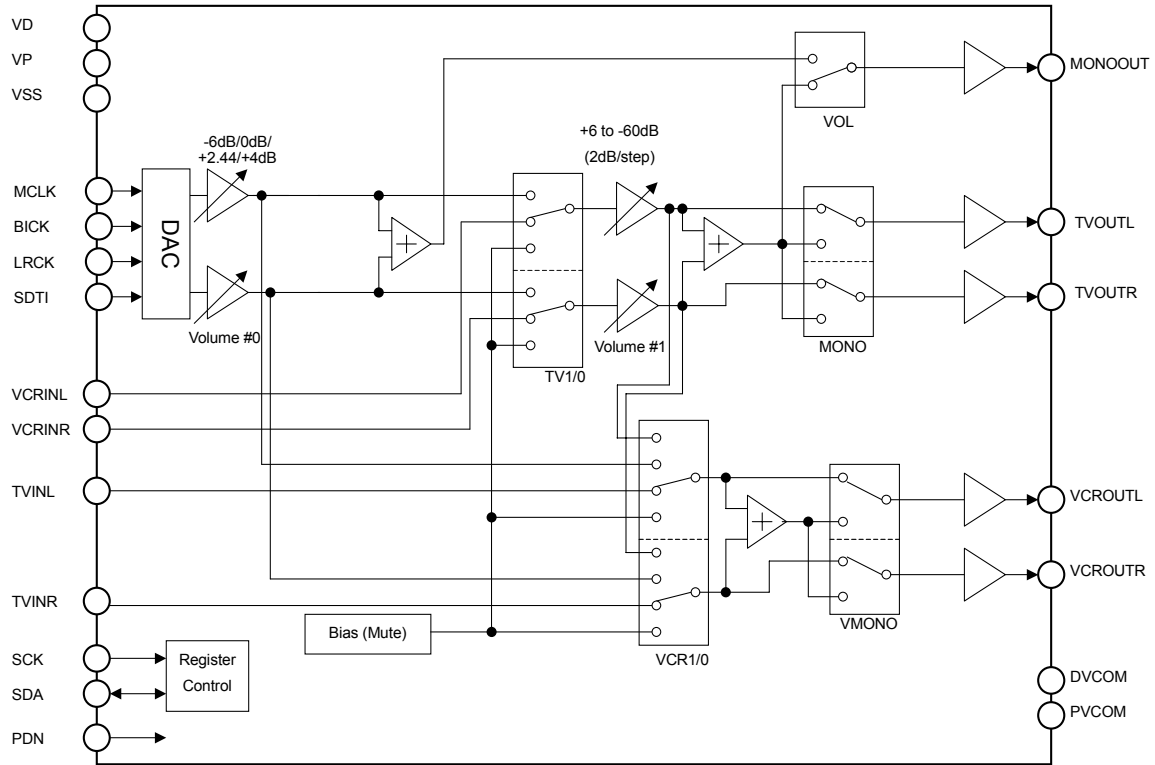 VD
VP
VSS
MCLK
BICK
LRCK
SDTI
VCRINL
VCRINR
TVINL
TVINR
SCK
SDA
PDN
-6dB/0dB/
+2.44/+4dB
DAC
Volume #0
TV1/0
+6 to -60dB
(2dB/step)
Volume #1
VOL
MONO
Bias (Mute)
Register
Control
VCR1/0
VMONO
MONOOUT
TVOUTL
TVOUTR
VCROUTL
VCROUTR
DVCOM
PVCOM